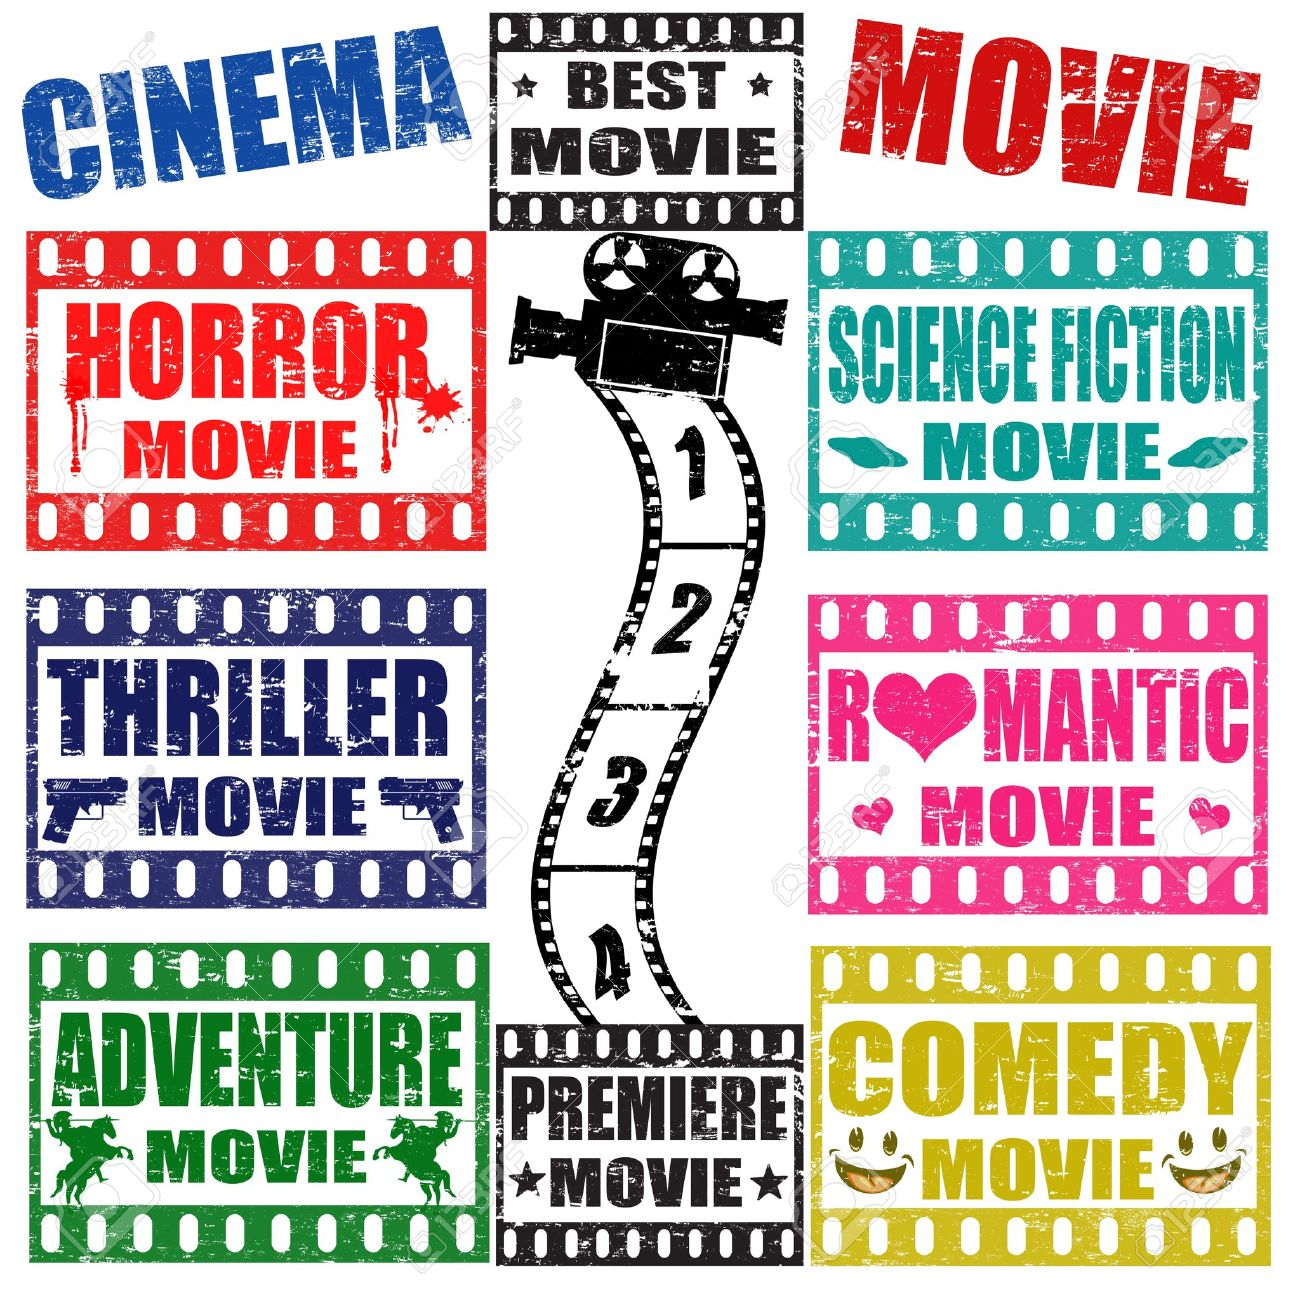 CINEMA
BEST
MOVIE
MOVIE
HORROR
MOVIE
SCIENCE FICTION
MOVIE
1
2
3
4
THRILLER
MOVIE
R♥MANTIC
MOVIE
ADVENTURE
MOVIE
PREMIERE
MOVIE
COMEDY
MOVIE
123RF